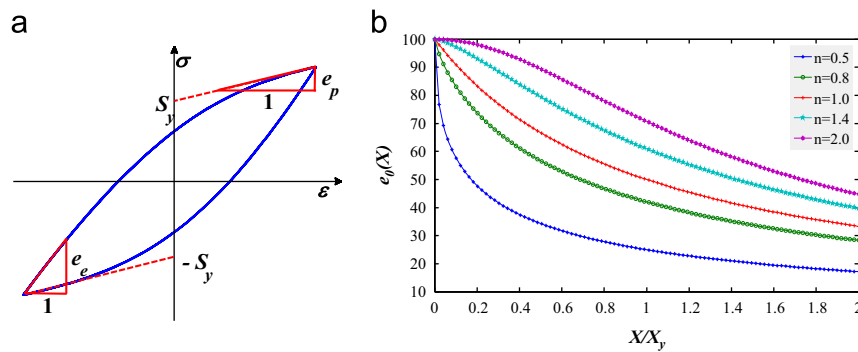 a
σ
S_y
e_p
1
ε
e_e
1
-S_y
b
e_0(X)
100
90
80
70
60
50
40
30
20
10
0
0.2
0.4
0.6
0.8
1
1.2
1.4
1.6
1.8
2
X/X_y
n=0.5
n=0.8
n=1.0
n=1.4
n=2.0